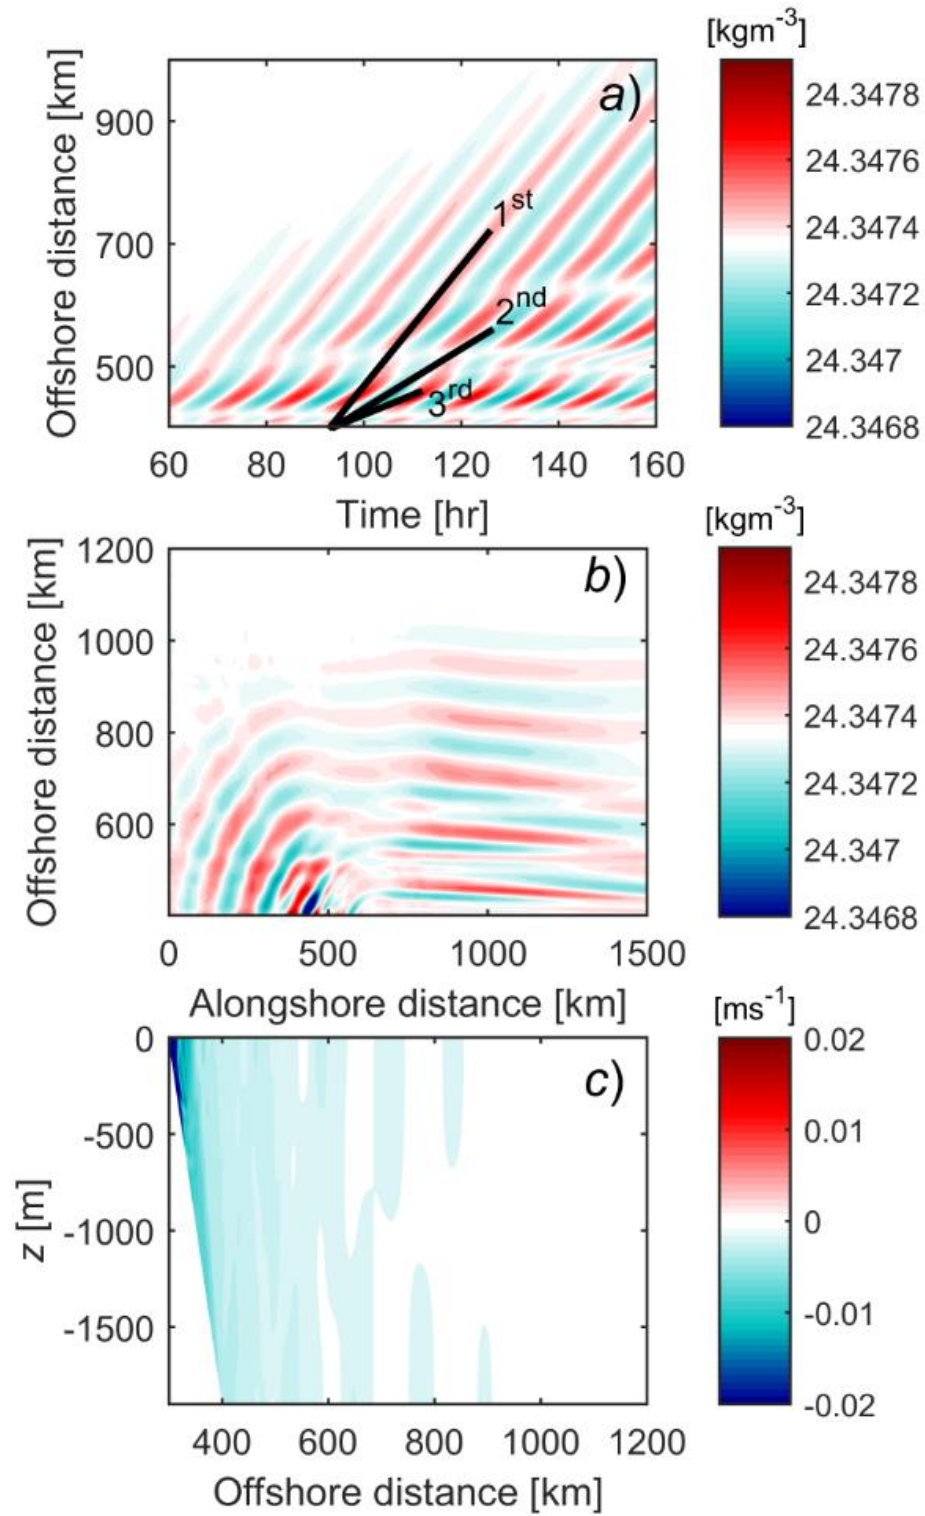 [kgm-3]
a)
Offshore distance [km]
900
700
500
1st
2nd
3rd
60 80 100 120 140 160
Time [hr]
24.3478
24.3476
24.3474
24.3472
24.347
24.3468
[kgm-3]
b)
Offshore distance [km]
1200
1000
800
600
0 500 1000 1500
Alongshore distance [km]
24.3478
24.3476
24.3474
24.3472
24.347
24.3468
[ms-1]
c)
z [m]
0
-500
-1000
-1500
400 600 800 1000 1200
Offshore distance [km]
0.02
0.01
0
-0.01
-0.02